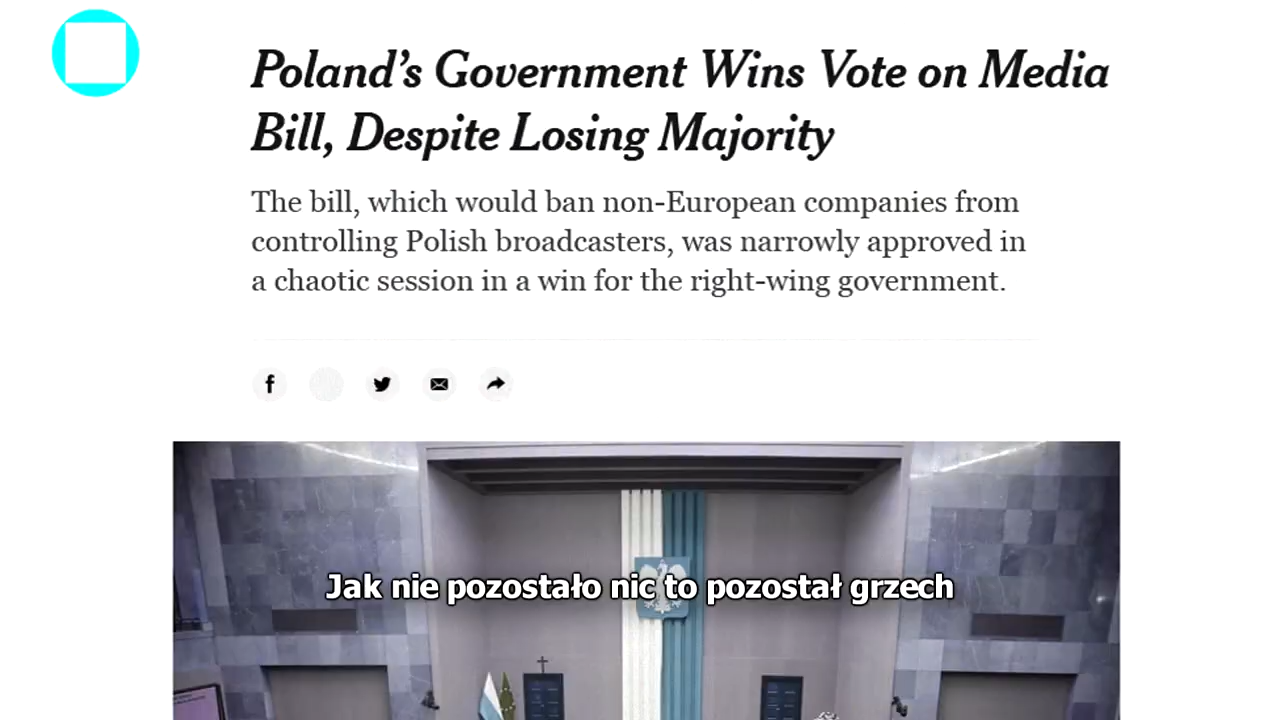 Poland’s Government Wins Vote on Media
Bill, Despite Losing Majority
The bill, which would ban non-European companies from
controlling Polish broadcasters, was narrowly approved in
a chaotic session in a win for the right-wing government.
Jak nie pozostało nic to pozostał grzech